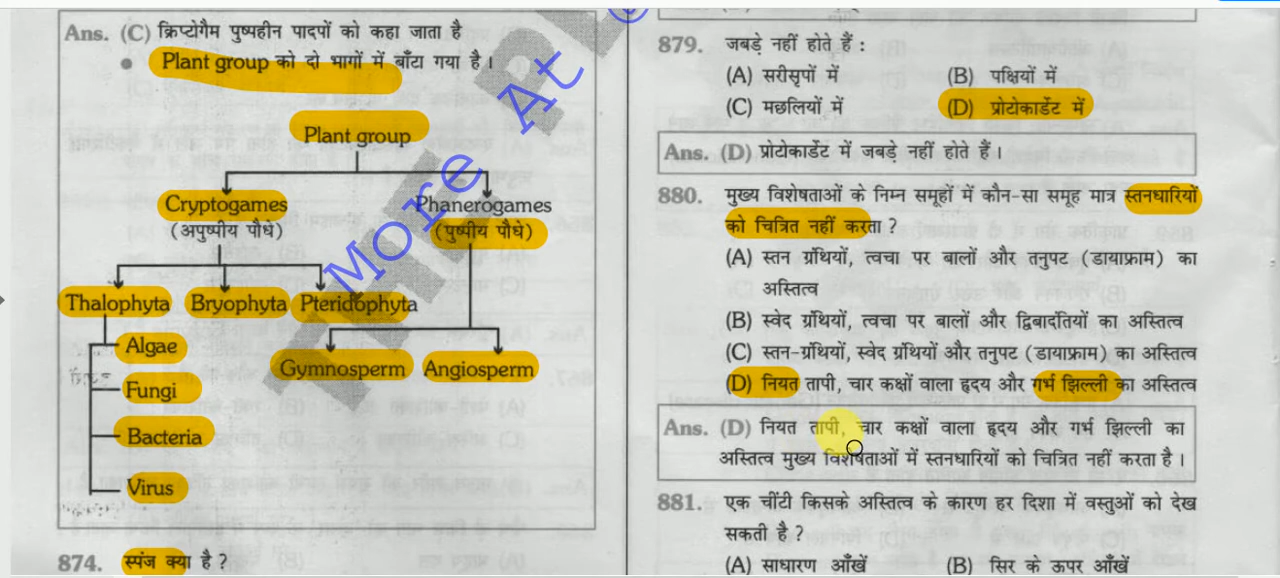 Ans. (C) क्रिप्टोगैम पुष्पहीन पादपों को कहा जाता है
● Plant group को दो भागों में बाँटा गया है।
Plant group
Cryptogames
(अपुष्पीय पौधे)
Phanerogames
(पुष्पीय पौधे)
Thalophyta
Bryophyta
Pteridophyta
Algae
Fungi
Bacteria
Virus
Gymnosperm
Angiosperm
874. स्पंज क्या है ?
More At
879. जबड़े नहीं होते हैं :
(A) सरीसृपों में (B) पक्षियों में
(C) मछलियों में (D) प्रोटोकार्डेट में
Ans. (D) प्रोटोकार्डेट में जबड़े नहीं होते हैं।
880. मुख्य विशेषताओं के निम्न समूहों में कौन-सा समूह मात्र स्तनधारियों
को चित्रित नहीं करता ?
(A) स्तन ग्रंथियों, त्वचा पर बालों और तनुपट (डायाफ्राम) का
अस्तित्व
(B) स्वेद ग्रंथियों, त्वचा पर बालों और द्विबादंतियों का अस्तित्व
(C) स्तन-ग्रंथियों, स्वेद ग्रंथियों और तनुपट (डायाफ्राम) का अस्तित्व
(D) नियत तापी, चार कक्षों वाला हृदय और गर्भ झिल्ली का अस्तित्व
Ans. (D) नियत तापी, चार कक्षों वाला हृदय और गर्भ झिल्ली का
अस्तित्व मुख्य विशेषताओं में स्तनधारियों को चित्रित नहीं करता है।
881. एक चींटी किसके अस्तित्व के कारण हर दिशा में वस्तुओं को देख
सकती है ?
(A) साधारण आँखें (B) सिर के ऊपर आँखें